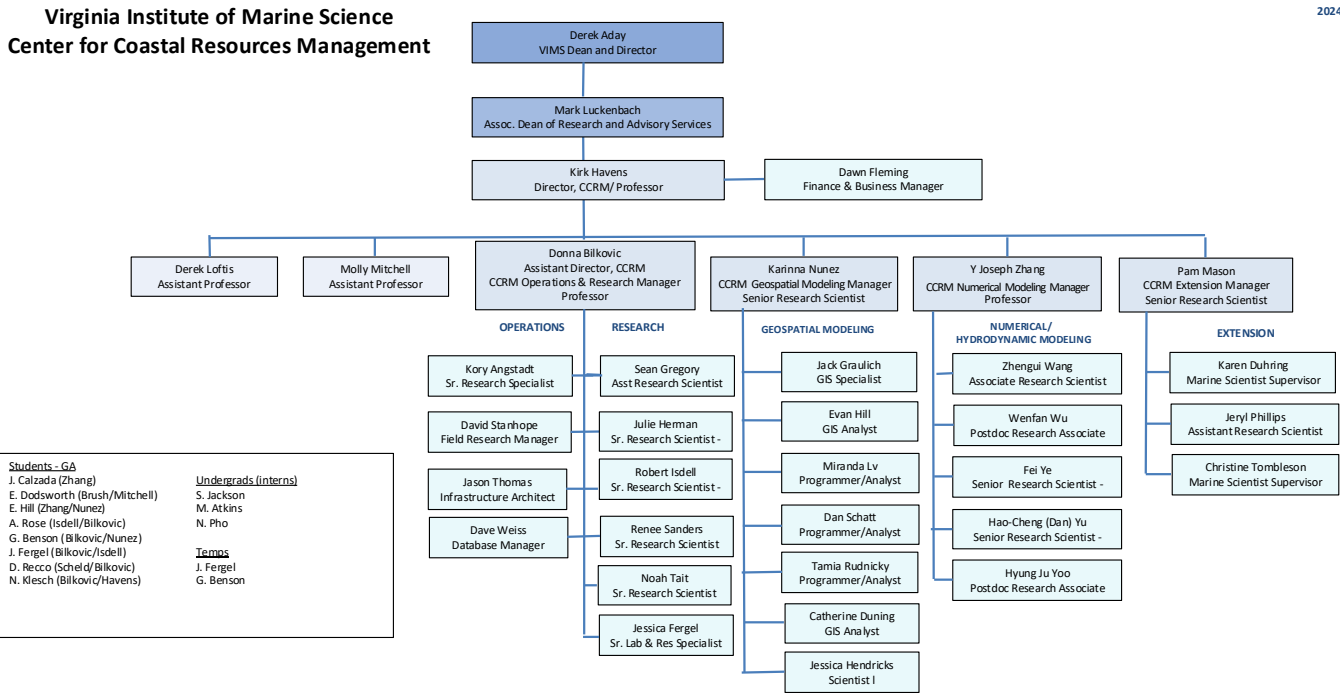 Virginia Institute of Marine Science
Center for Coastal Resources Management
2024
Derek Aday
VIMS Dean and Director
Mark Luckenbach
Assoc. Dean of Research and Advisory Services
Kirk Havens
Director, CCRM/ Professor
Dawn Fleming
Finance & Business Manager
Derek Loftis
Assistant Professor
Molly Mitchell
Assistant Professor
Donna Bilkovic
Assistant Director, CCRM
CCRM Operations & Research Manager
Professor
Karinna Nunez
CCRM Geospatial Modeling Manager
Senior Research Scientist
Y Joseph Zhang
CCRM Numerical Modeling Manager
Professor
Pam Mason
CCRM Extension Manager
Senior Research Scientist
OPERATIONS
Kory Angstadt
Sr. Research Specialist
David Stanhope
Field Research Manager
Jason Thomas
Infrastructure Architect
Dave Weiss
Database Manager
RESEARCH
Sean Gregory
Asst Research Scientist
Julie Herman
Sr. Research Scientist -
Robert Isdell
Sr. Research Scientist -
Renee Sanders
Sr. Research Scientist
Noah Tait
Sr. Research Scientist
Jessica Fergel
Sr. Lab & Res Specialist
GEOSPATIAL MODELING
Jack Graulich
GIS Specialist
Evan Hill
GIS Analyst
Miranda Lv
Programmer/Analyst
Dan Schatt
Programmer/Analyst
Tamia Rudnicky
Programmer/Analyst
Catherine Duning
GIS Analyst
Jessica Hendricks
Scientist l
NUMERICAL/
HYDRODYNAMIC MODELING
Zhengui Wang
Associate Research Scientist
Wenfan Wu
Postdoc Research Associate
Fei Ye
Senior Research Scientist -
Hao-Cheng (Dan) Yu
Senior Research Scientist -
Hyung Ju Yoo
Postdoc Research Associate
EXTENSION
Karen Duhring
Marine Scientist Supervisor
Jeryl Phillips
Assistant Research Scientist
Christine Tombleson
Marine Scientist Supervisor
Students - GA
J. Calzada (Zhang)
E. Dodsworth (Brush/Mitchell)
E. Hill (Zhang/Nunez)
A. Rose (Isdell/Bilkovic)
G. Benson (Bilkovic/Nunez)
J. Fergel (Bilkovic/Isdell)
D. Recco (Scheld/Bilkovic)
N. Klesch (Bilkovic/Havens)
Undergrads (interns)
S. Jackson
M. Atkins
N. Pho
Temps
J. Fergel
G. Benson